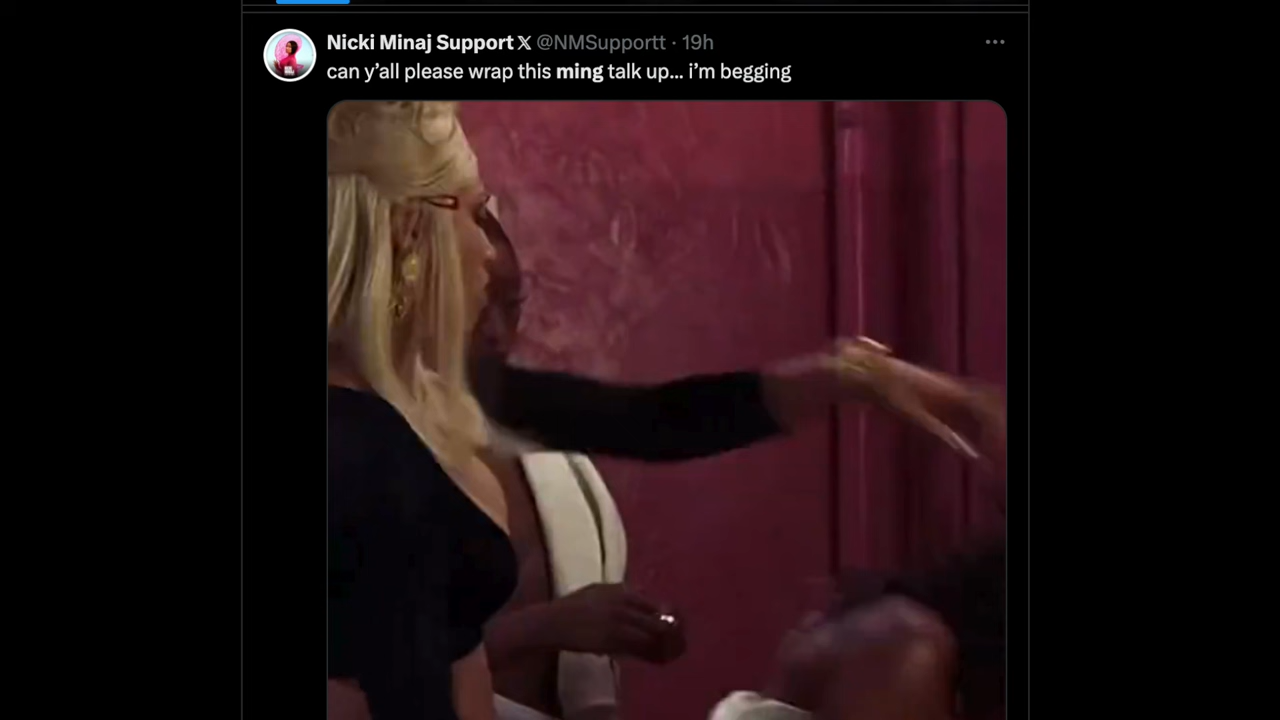 Nicki Minaj Support X @NMSupportt · 19h
can y’all please wrap this ming talk up... i’m begging